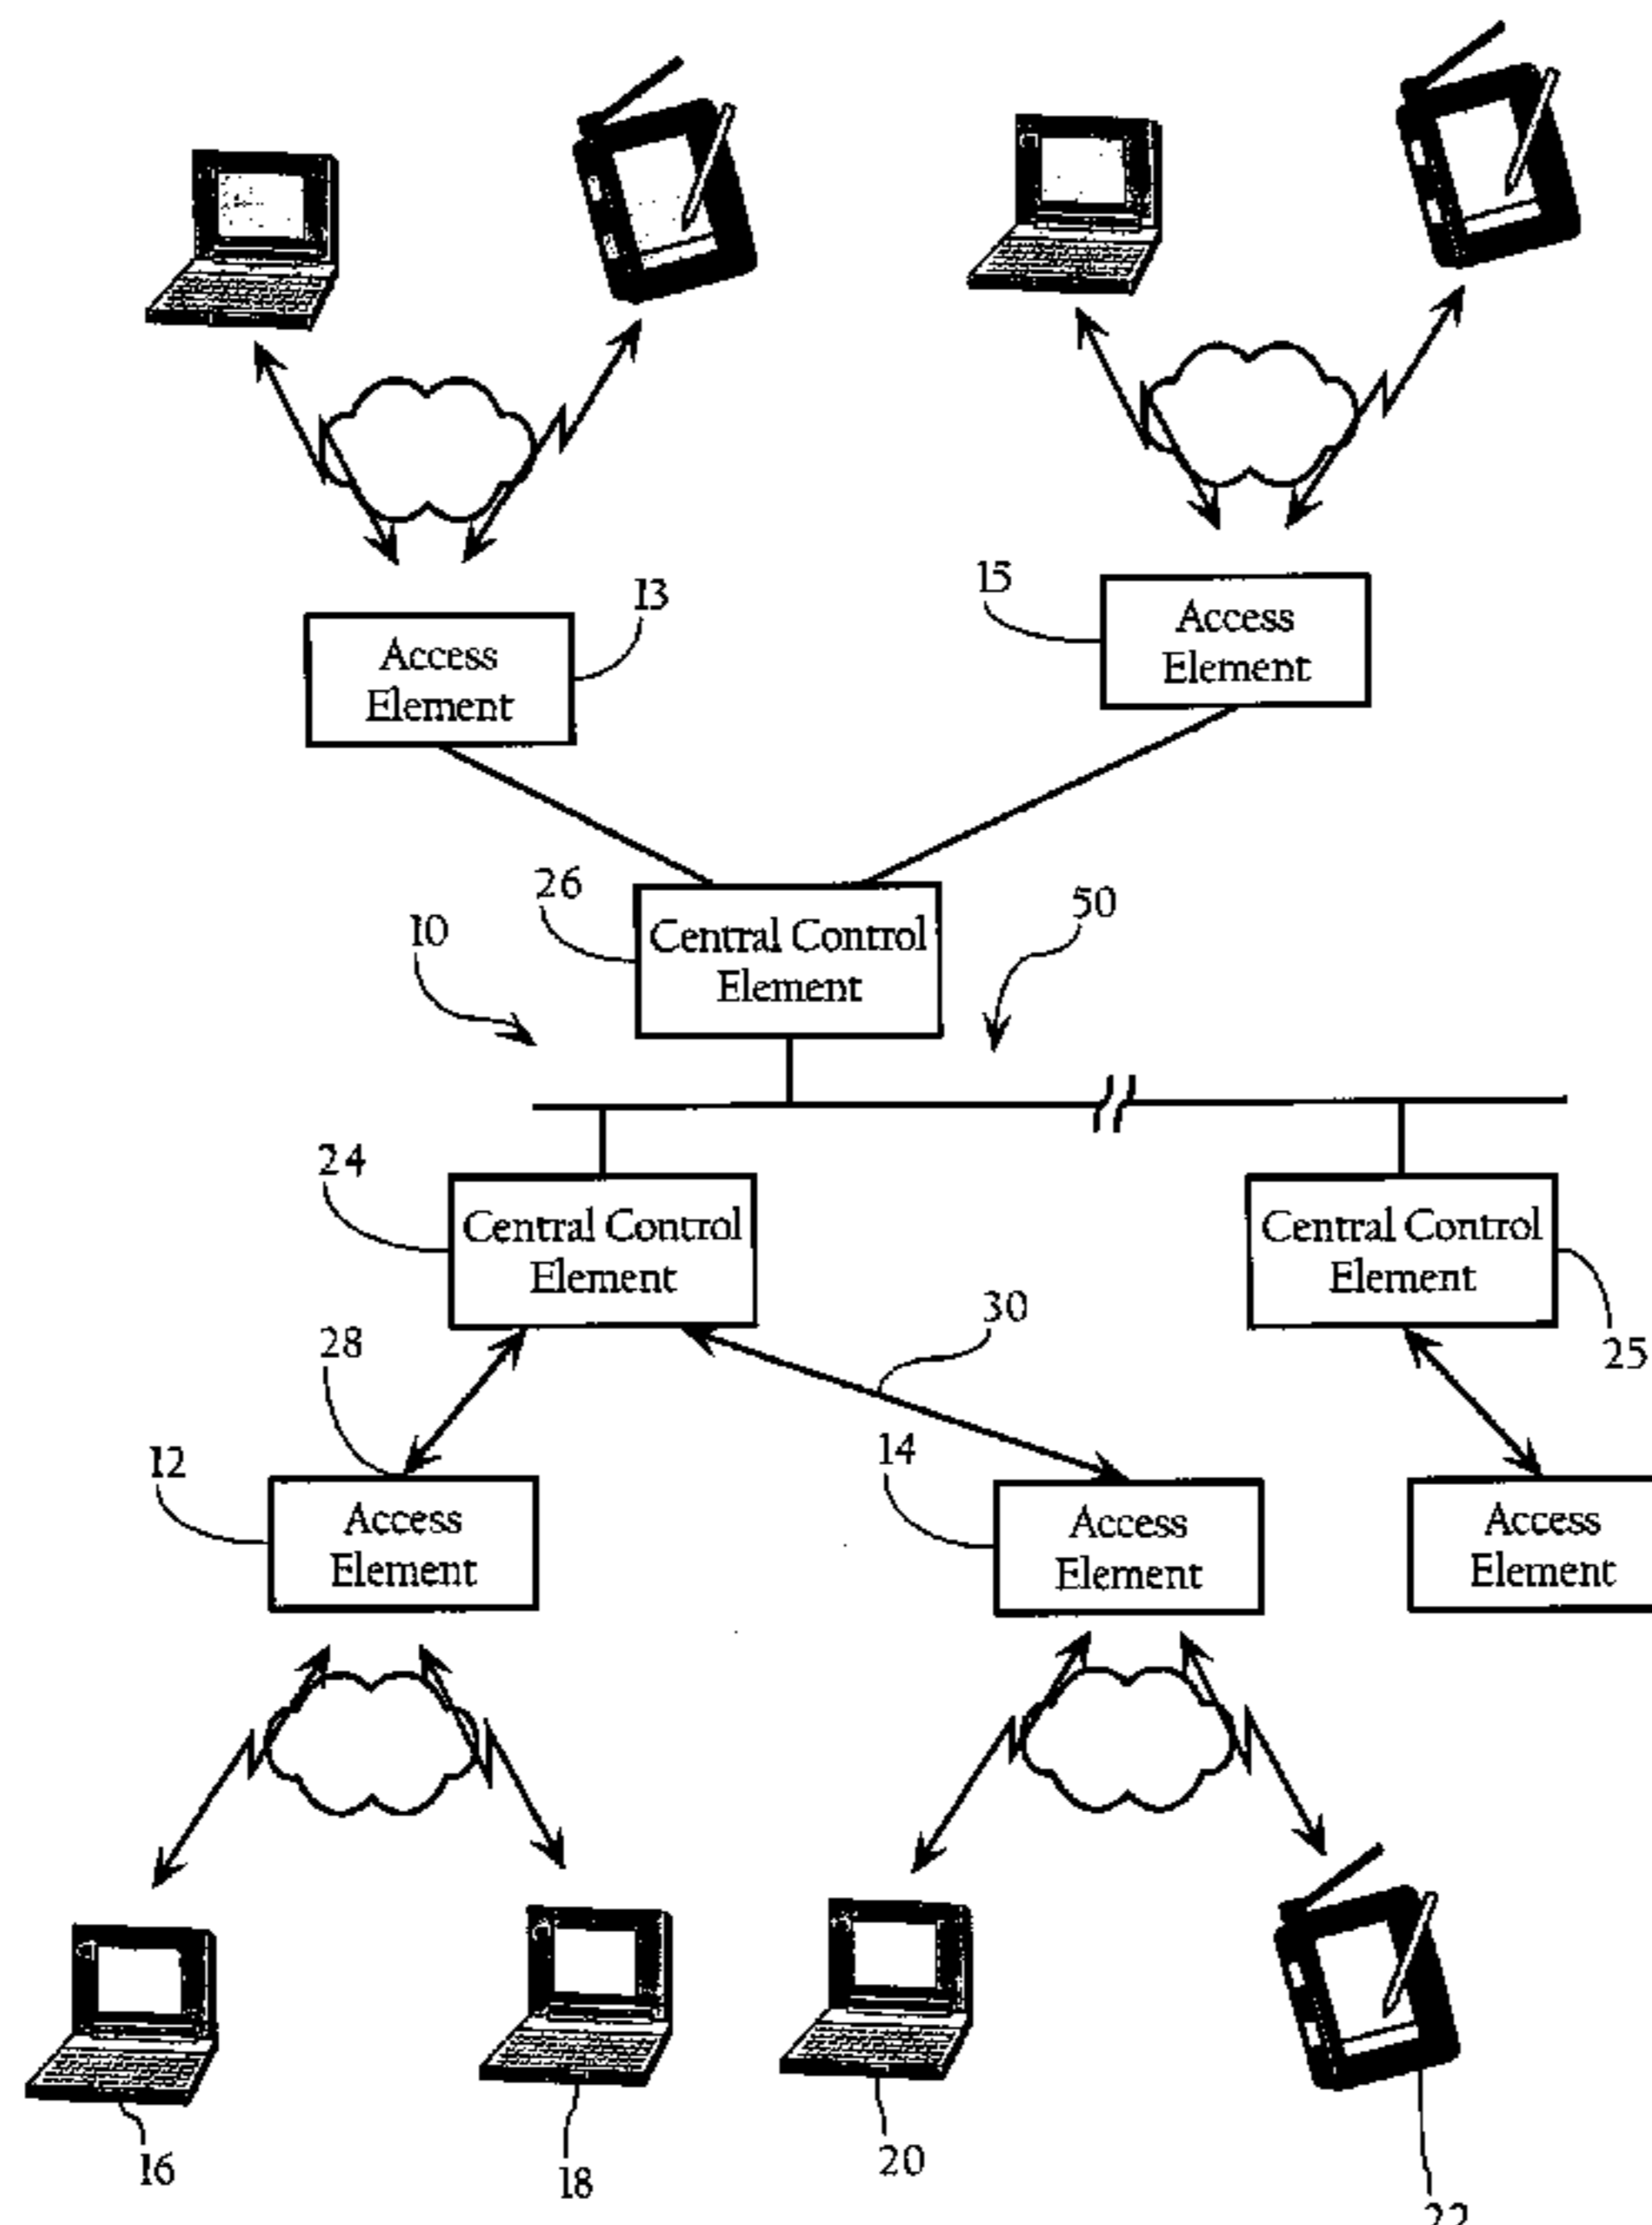 13
15
Access
Element
Access
Element
26
10
50
Central Control
Element
24
Central Control
Element
Central Control
Element
30
25
28
12
14
Access
Element
Access
Element
Access
Element
16
18
20
22